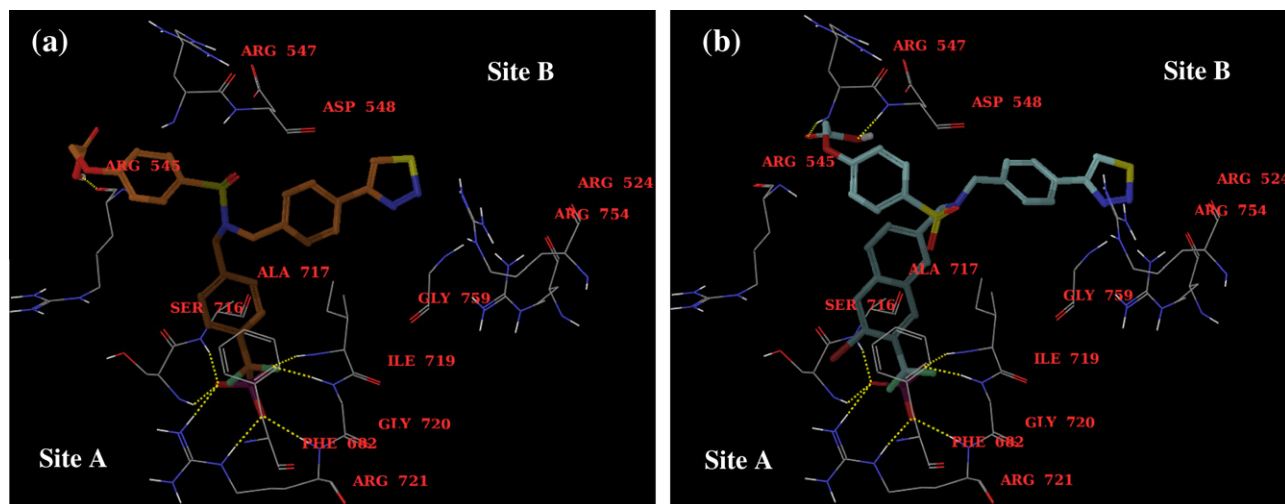 (a)
ARG 547
Site B
ASP 548
ARG 545
ARG 524
ARG 754
ALA 717
GLY 759
SER 716
ILE 719
GLY 720
PHE 682
Site A
ARG 721
(b)
ARG 547
Site B
ASP 548
ARG 545
ARG 524
ARG 754
ALA 717
GLY 759
SER 716
ILE 719
GLY 720
PHE 682
Site A
ARG 721